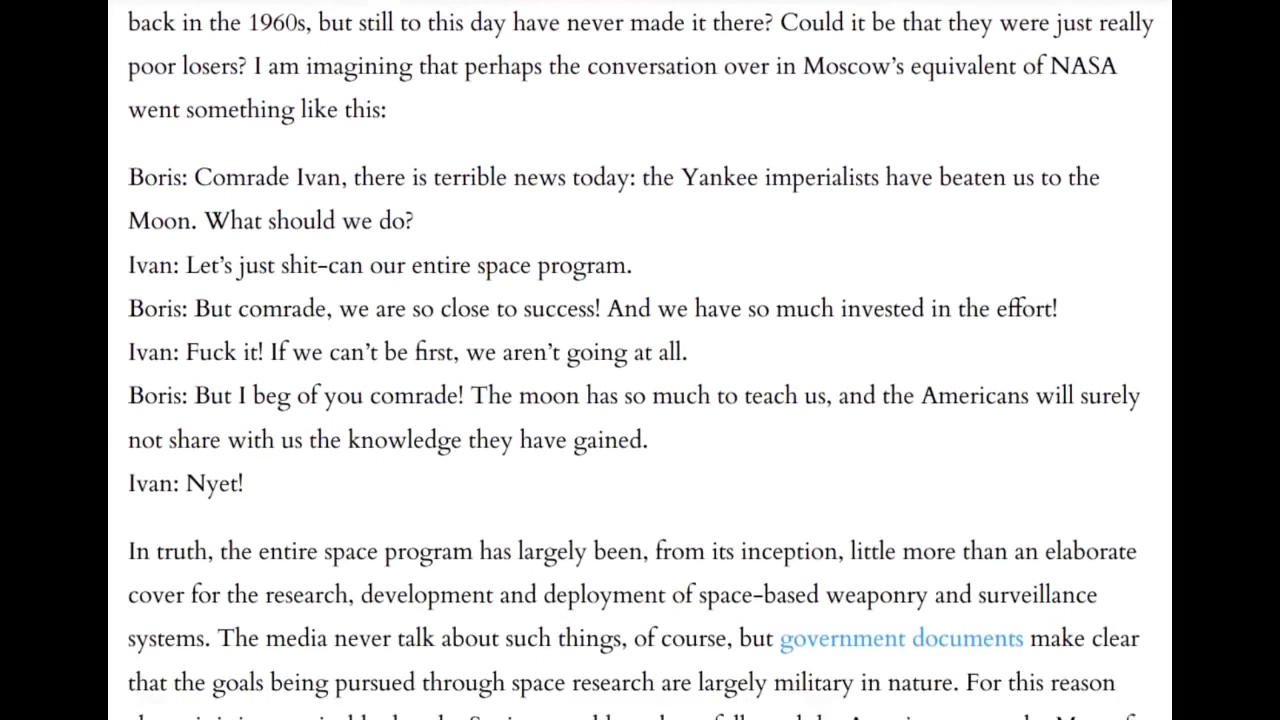 back in the 1960s, but still to this day have never made it there? Could it be that they were just really
poor losers? I am imagining that perhaps the conversation over in Moscow’s equivalent of NASA
went something like this:
Boris: Comrade Ivan, there is terrible news today: the Yankee imperialists have beaten us to the
Moon. What should we do?
Ivan: Let’s just shit-can our entire space program.
Boris: But comrade, we are so close to success! And we have so much invested in the effort!
Ivan: Fuck it! If we can’t be first, we aren’t going at all.
Boris: But I beg of you comrade! The moon has so much to teach us, and the Americans will surely
not share with us the knowledge they have gained.
Ivan: Nyet!
In truth, the entire space program has largely been, from its inception, little more than an elaborate
cover for the research, development and deployment of space-based weaponry and surveillance
systems. The media never talk about such things, of course, but government documents make clear
that the goals being pursued through space research are largely military in nature. For this reason